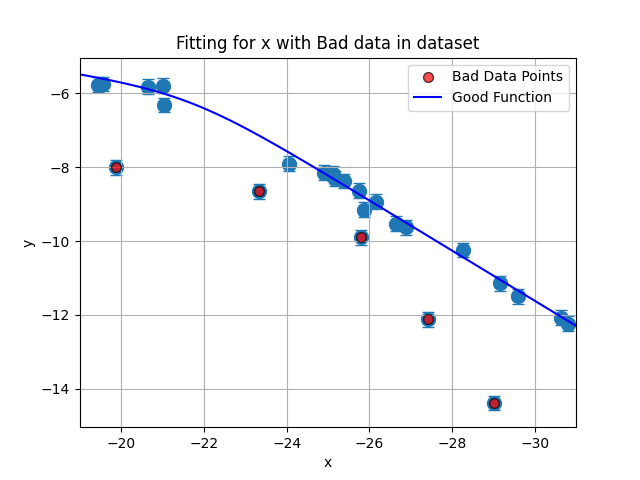 Fitting for x with Bad data in dataset
Bad Data Points
Good Function
−6
−8
−10
−12
−14
y
−20
−22
−24
−26
−28
−30
x